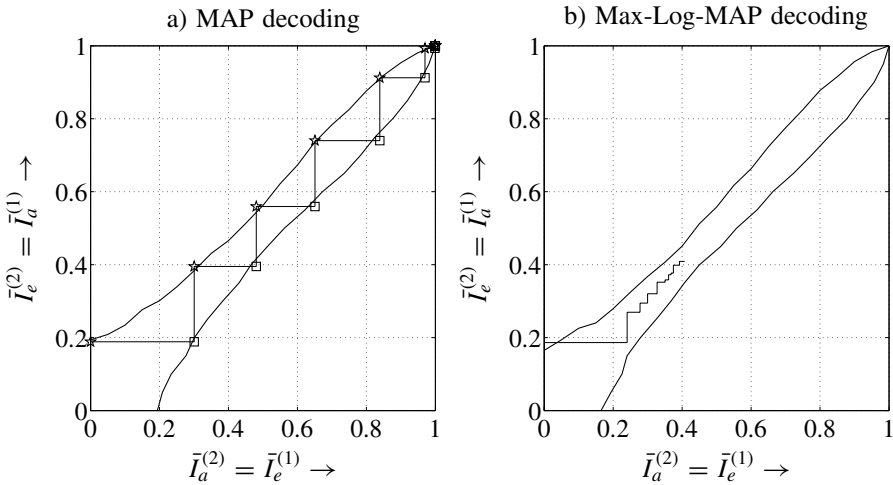 a) MAP decoding
1
0.8
0.6
0.4
0.2
0
0 0.2 0.4 0.6 0.8 1
Ī_e^{(2)} = Ī_a^{(1)} →
Ī_a^{(2)} = Ī_e^{(1)} →
b) Max-Log-MAP decoding
1
0.8
0.6
0.4
0.2
0
0 0.2 0.4 0.6 0.8 1
Ī_e^{(2)} = Ī_a^{(1)} →
Ī_a^{(2)} = Ī_e^{(1)} →